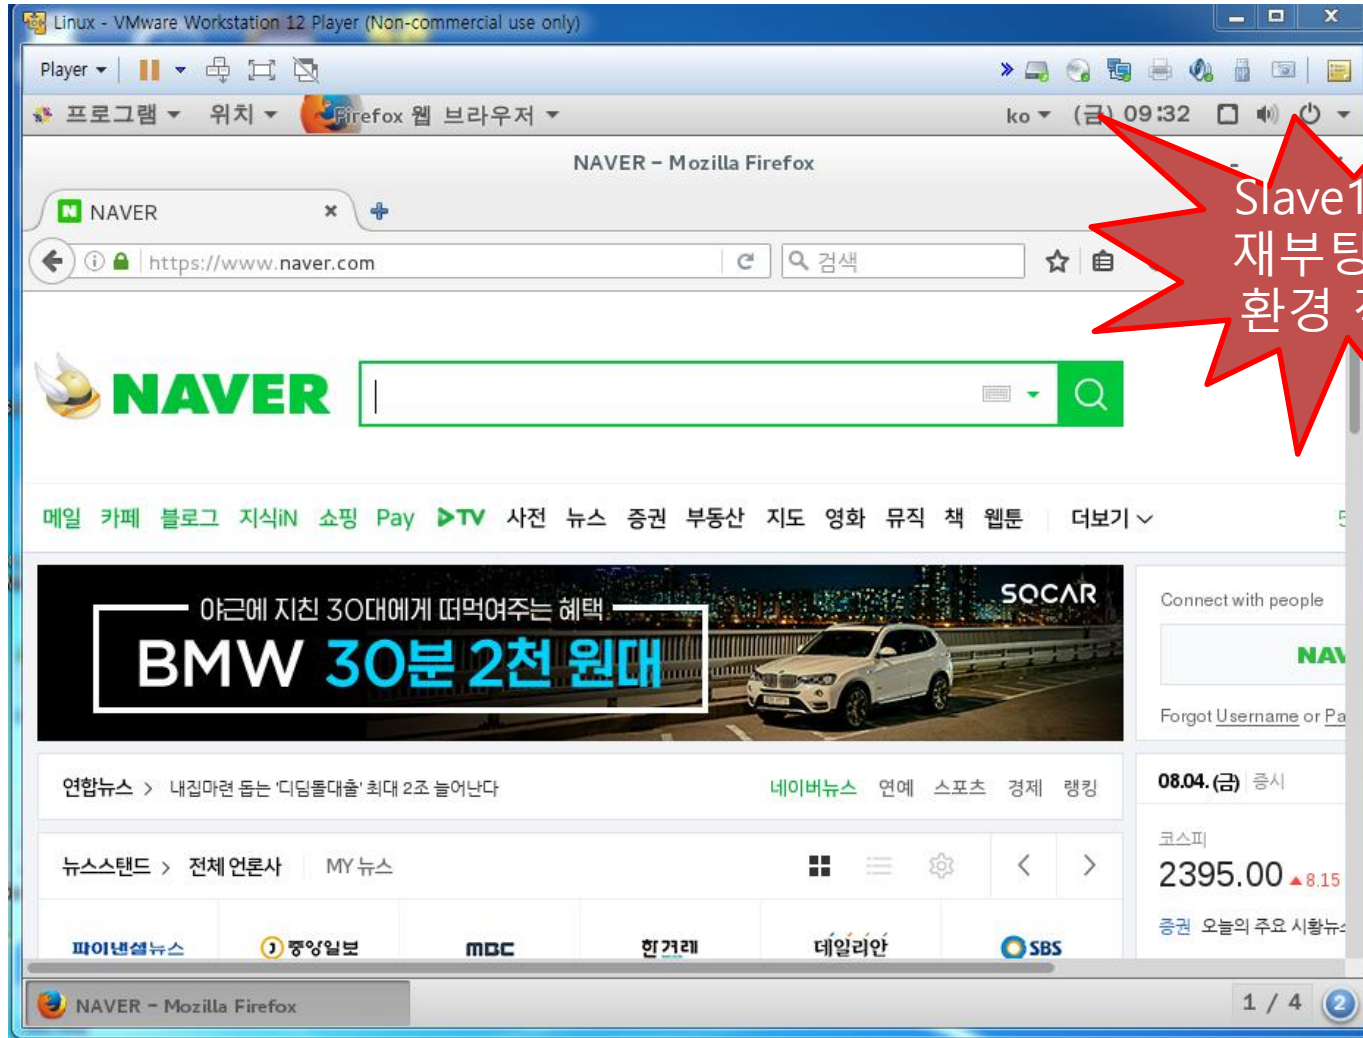 Linux - VMware Workstation 12 Player (Non-commercial use only)
Player
프로그램 위치 Firefox 웹 브라우저 ko (금) 09:32
NAVER - Mozilla Firefox
NAVER
https://www.naver.com 검색
Slave1
재부팅
환경
NAVER
메일 카페 블로그 지식iN 쇼핑 Pay TV 사전 뉴스 증권 부동산 지도 영화 뮤직 책 웹툰 더보기
야근에 지친 30대에게 떠먹여주는 혜택
BMW 30분 2천 원대
SOCAR
Connect with people
NAV
Forgot Username or Pa
연합뉴스 > 내집마련 돕는 '디딤돌대출' 최대 2조 늘어난다 네이버뉴스 연예 스포츠 경제 랭킹
08.04. (금) 증시
뉴스스탠드 > 전체 언론사 MY 뉴스
코스피
2395.00 ▲8.15
증권 오늘의 주요 시황뉴
파이낸셜뉴스 중앙일보 MBC 한겨레 데일리안 SBS
NAVER - Mozilla Firefox 1 / 4 2